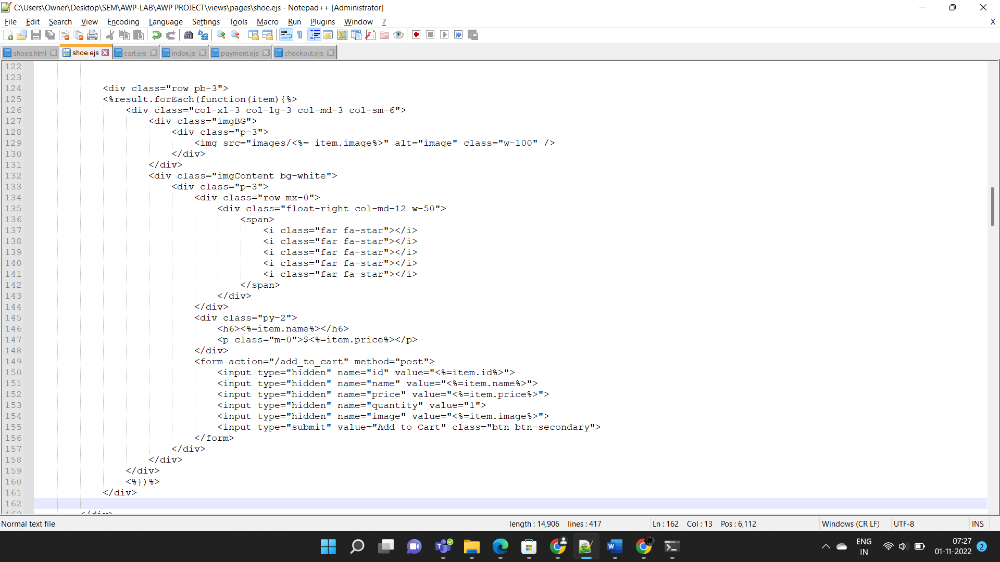 C:\Users\Owner\Desktop\SEM\AWP-LAB\AWP PROJECT\views\pages\shoe.ejs - Notepad++ [Administrator]
File Edit Search View Encoding Language Settings Tools Macro Run Plugins Window ? X
shoes.html shoe.ejs cart.ejs index.js payment.ejs checkout.ejs
122
123
124 <div class="row pb-3">
125 <%result.forEach(function(item){%>
126 <div class="col-xl-3 col-lg-3 col-md-3 col-sm-6">
127 <div class="imgBG">
128 <div class="p-3">
129 <img src="images/<%= item.image%>" alt="image" class="w-100" />
130 </div>
131 </div>
132 <div class="imgContent bg-white">
133 <div class="p-3">
134 <div class="row mx-0">
135 <div class="float-right col-md-12 w-50">
136 <span>
137 <i class="far fa-star"></i>
138 <i class="far fa-star"></i>
139 <i class="far fa-star"></i>
140 <i class="far fa-star"></i>
141 <i class="far fa-star"></i>
142 </span>
143 </div>
144 </div>
145 <div class="py-2">
146 <h6><%=item.name%></h6>
147 <p class="m-0">$<%=item.price%></p>
148 </div>
149 <form action="/add_to_cart" method="post">
150 <input type="hidden" name="id" value="<%=item.id%>">
151 <input type="hidden" name="name" value="<%=item.name%>">
152 <input type="hidden" name="price" value="<%=item.price%>">
153 <input type="hidden" name="quantity" value="1">
154 <input type="hidden" name="image" value="<%=item.image%>">
155 <input type="submit" value="Add to Cart" class="btn btn-secondary">
156 </form>
157 </div>
158 </div>
159 </div>
160 <%})%>
161 </div>
162
163 </div>
Normal text file length : 14,906 lines : 417 Ln : 162 Col : 13 Pos : 6,112 Windows (CR LF) UTF-8 INS
ENG
IN
07:27
01-11-2022
2